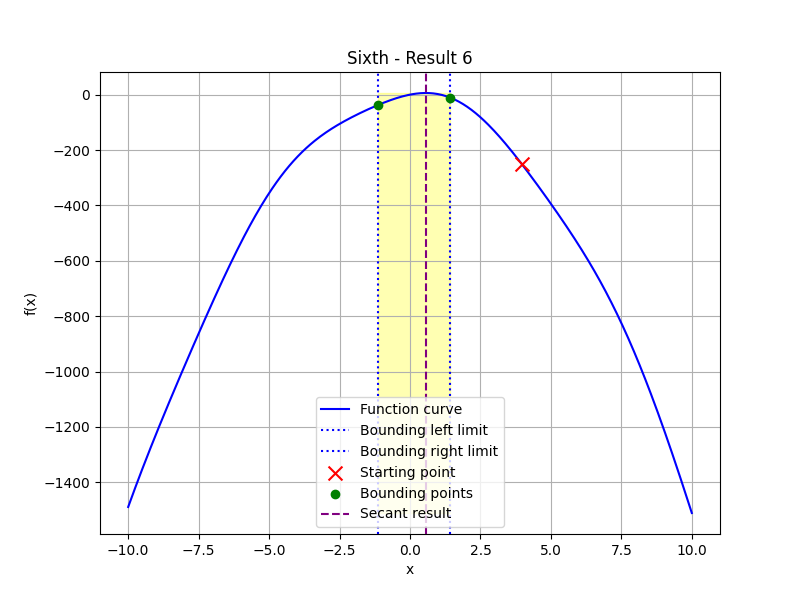 Sixth - Result 6
f(x)
0
−200
−400
−600
−800
−1000
−1200
−1400
Function curve
Bounding left limit
Bounding right limit
Starting point
Bounding points
Secant result
−10.0 −7.5 −5.0 −2.5 0.0 2.5 5.0 7.5 10.0
x